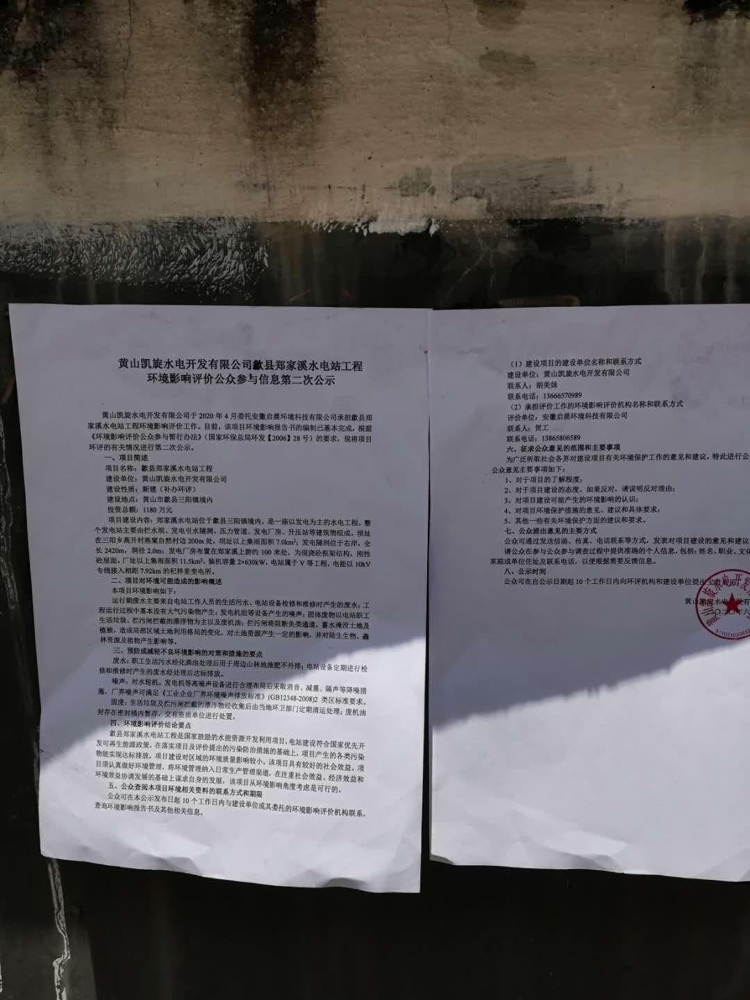 黄山凯旋水电开发有限公司歙县郑家溪水电站工程
环境影响评价公众参与信息第二次公示
黄山凯旋水电开发有限公司于 2020 年 4 月委托安徽启晨环境科技有限公司承担歙县郑
家溪水电站工程环境影响评价工作。目前，该项目环境影响报告书的编制已基本完成，根据
《环境影响评价公众参与暂行办法》（国家环保总局环发【2006】28 号）的要求，现将项目
环评的有关情况进行第二次公示。
一、项目简述
项目名称：歙县郑家溪水电站工程
建设单位：黄山凯旋水电开发有限公司
建设性质：新建（补办环评）
建设地点：黄山市歙县三阳镇境内
投资总额：1180 万元
项目建设内容：郑家溪水电站位于歙县三阳镇境内，是一座以发电为主的水电工程。整
个发电站主要由拦水坝、发电引水隧洞、压力管道、发电厂房、升压站等建筑物组成。坝址
在三阳乡高升村燕窠自然村边 200m 处，坝址以上集雨面积 7.0km²；发电隧洞位于右岸，全
长 2420m，洞径 2.0m；发电厂房布置在郑家溪上游约 100 米处，为现浇砼框架结构，刚性
砼屋面。厂址以上集雨面积 11.5km²，装机容量 2×630kW，电站属于 V 等工程，电能以 10kV
专线接入相距 7.92km 的杞梓里变电所。
二、项目对环境可能造成的影响概述
本项目环境影响如下：
运行期废水主要来自电站工作人员的生活污水、电站设备检修和维修时产生的废水；工
程运行过程中基本没有大气污染物产生；发电机组等设备产生的噪声；固体废物以电站职工
生活垃圾、拦污闸拦截的漂浮物为主以及废机油；拦污闸将阻断鱼类通道，蓄水淹没土地及
植被，造成局部区域土地利用格局的变化，对土地资源产生一定的影响，并对陆生生物、森
林资源及植物产生影响等。
三、预防或减轻不良环境影响的对策和措施的要点
废水：职工生活污水经化粪池处理后用于周边山林地施肥不外排；电站设备定期进行检
修和维修时产生的废水经处理后达标排放。
噪声：对水轮机、发电机等高噪声设备进行合理布局后采取消音、减震、隔声等降噪措
施，厂界噪声可满足《工业企业厂界环境噪声排放标准》(GB12348-2008)2 类区标准要求。
固废：生活垃圾及拦污闸拦截的漂浮物经收集后由当地环卫部门定期清运处理；废机油
封存在密封桶内暂存，交有资质单位进行处置。
四、环境影响评价结论要点
歙县郑家溪水电站工程是国家鼓励的水能资源开发利用项目，电站建设符合国家优先开
发可再生能源政策，在落实项目及评价提出的污染防治措施的基础上，项目产生的各类污染
物能实现达标排放，项目建设对区域的环境质量影响较小。该项目具有较好的社会效益。项
目须认真做好环境管理，将环境管理纳入日常生产管理渠道，在注重社会效益、经济效益和
环境效益协调发展的基础上谋求自身的发展，该项目从环境影响角度考虑是可行的。
五、公众查阅本项目环境相关资料的联系方式和期限
公众可在本公示发布日起 10 个工作日内与建设单位或其委托的环境影响评价机构联系，
查询环境影响报告书及其他相关信息。
（1）建设项目的建设单位名称和联系方式
建设单位：黄山凯旋水电开发有限公司
联系人：胡美妹
联系电话：13666570989
（2）承担评价工作的环境影响评价机构名称和联系方式
评价单位：安徽启晨环境科技有限公司
联系人：贺工
联系电话：13865806589
六、征求公众意见的范围和主要事项
为广泛听取社会各界对建设项目有关环境保护工作的意见和建议，特此进行公
公众意见主要事项如下：
1、对于项目的了解程度；
2、对于项目建设的态度，如果反对，请说明反对理由；
3、对项目建设可能产生的环境影响的认识；
4、对项目环境保护措施的意见、建议和具体要求；
5、其他一些有关环境保护方面的建议和要求。
七、公众提出意见的主要方式
公众可通过发送信函、传真、电话联系等方式，发表对项目建设的意见和建议
请公众在参与公众参与调查过程中提供准确的个人信息，包括：姓名、职业、文化
家庭或单位住址及联系电话，以便根据需要反馈信息。
八、公示时间
公众可在自公示日期起 10 个工作日内向环评机构和建设单位提出
黄山凯旋水电开发有
二〇二〇年六